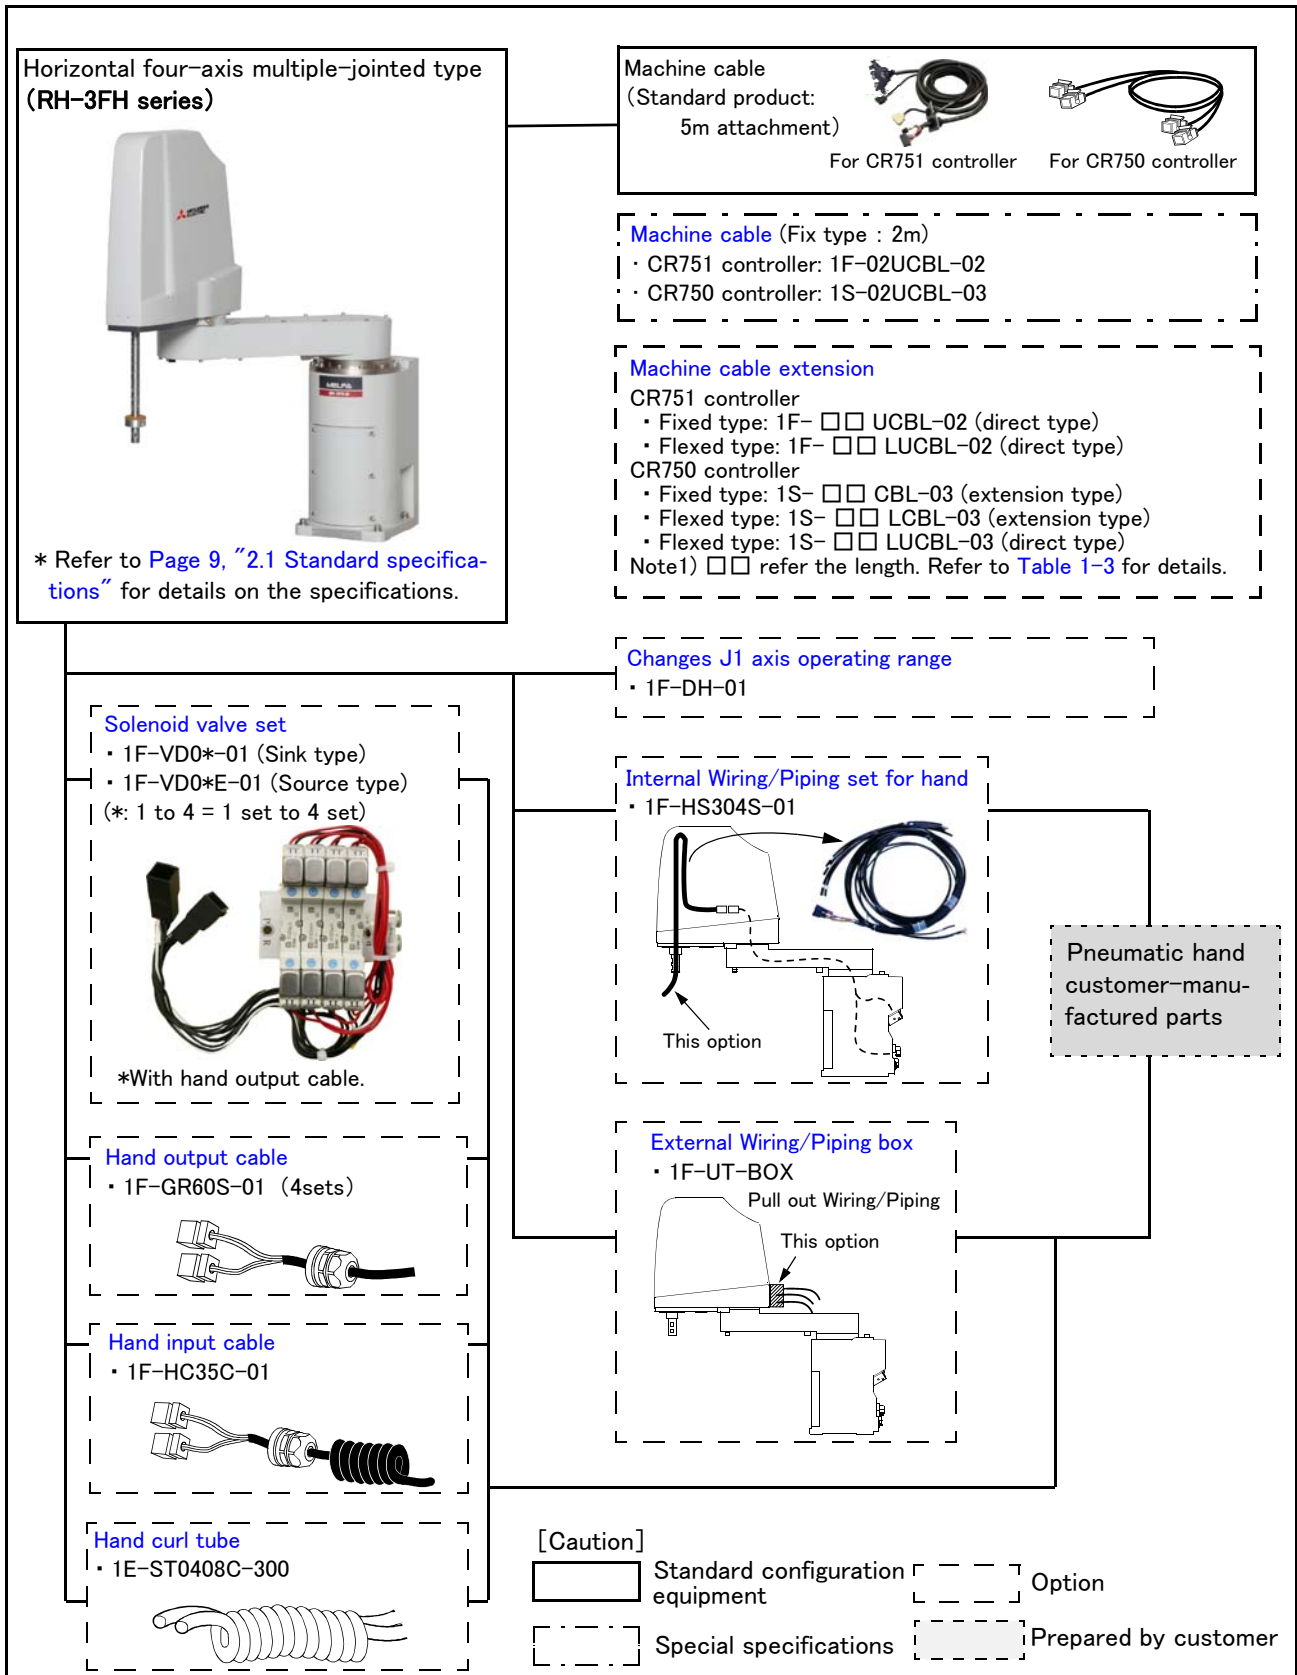 Horizontal four-axis multiple-jointed type
(RH-3FH series)
MITSUBISHI
ELECTRIC
MELFA
* Refer to Page 9, "2.1 Standard specifica-
tions" for details on the specifications.
Machine cable
(Standard product:
5m attachment)
For CR751 controller
For CR750 controller
Machine cable (Fix type : 2m)
・CR751 controller: 1F-02UCBL-02
・CR750 controller: 1S-02UCBL-03
Machine cable extension
CR751 controller
・Fixed type: 1F- □□ UCBL-02 (direct type)
・Flexed type: 1F- □□ LUCBL-02 (direct type)
CR750 controller
・Fixed type: 1S- □□ CBL-03 (extension type)
・Flexed type: 1S- □□ LCBL-03 (extension type)
・Flexed type: 1S- □□ LUCBL-03 (direct type)
Note1) □□ refer the length. Refer to Table 1-3 for details.
Changes J1 axis operating range
・1F-DH-01
Solenoid valve set
・1F-VD0*-01 (Sink type)
・1F-VD0*E-01 (Source type)
(*: 1 to 4 = 1 set to 4 set)
*With hand output cable.
Internal Wiring/Piping set for hand
・1F-HS304S-01
This option
Pneumatic hand
customer-manu-
factured parts
Hand output cable
・1F-GR60S-01 (4sets)
External Wiring/Piping box
・1F-UT-BOX
Pull out Wiring/Piping
This option
Hand input cable
・1F-HC35C-01
Hand curl tube
・1E-ST0408C-300
[Caution]
Standard configuration
equipment
Option
Special specifications
Prepared by customer